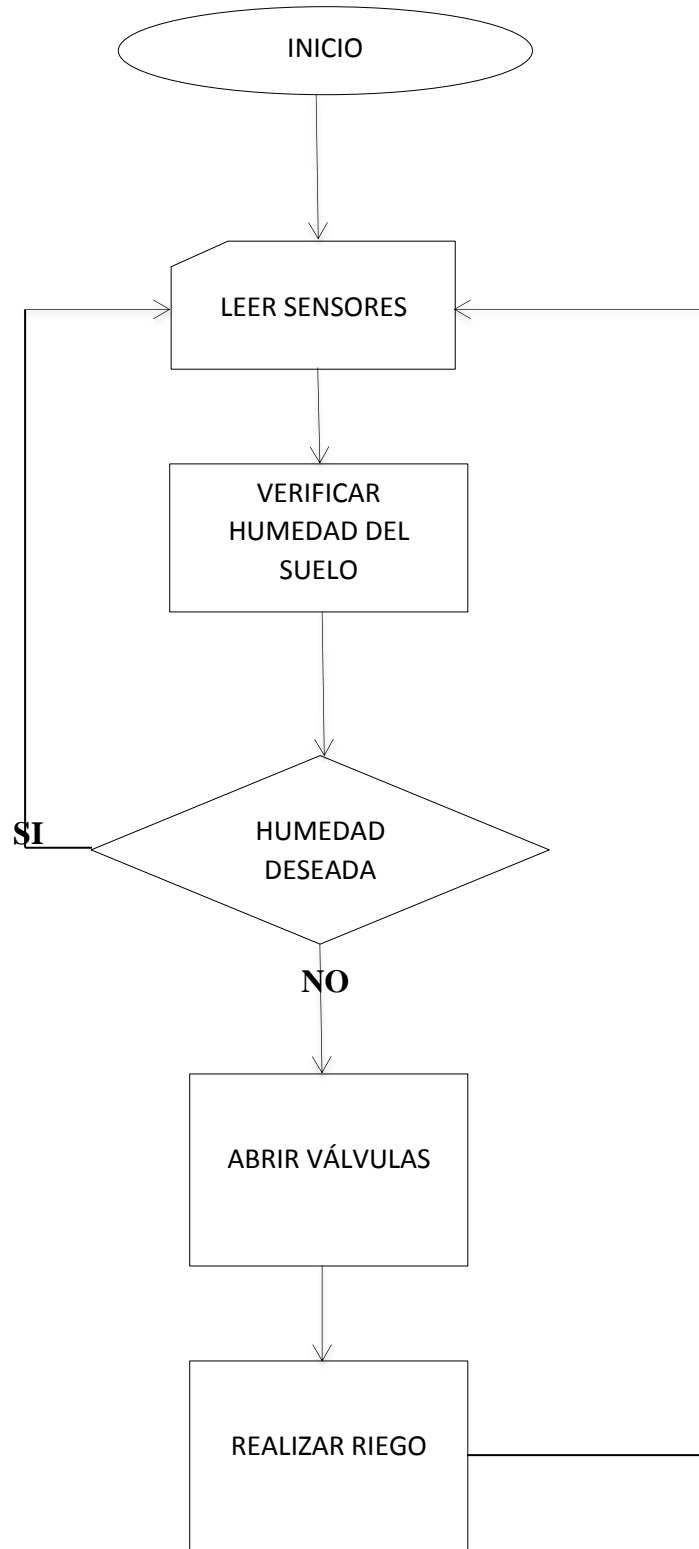 INICIO
LEER SENSORES
VERIFICAR
HUMEDAD DEL
SUELO
HUMEDAD
DESEADA
SI
NO
ABRIR VÁLVULAS
REALIZAR RIEGO